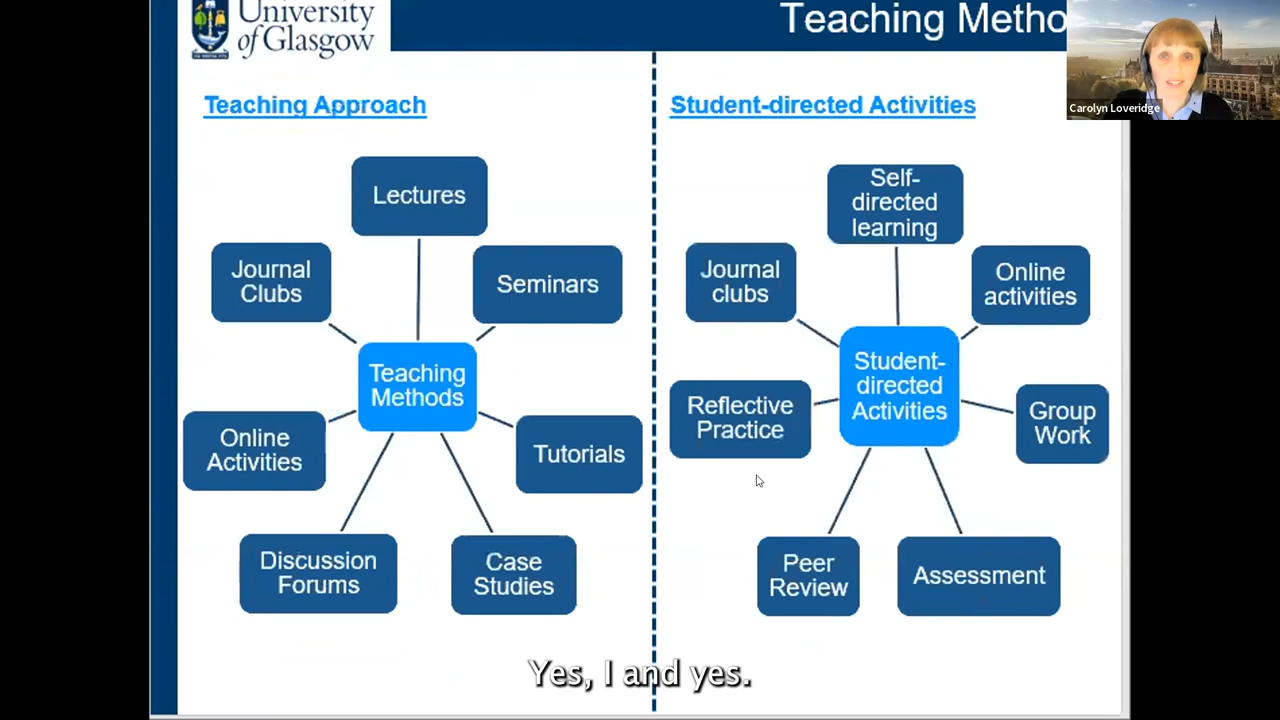 University
of Glasgow
Teaching Metho
Carolyn Loveridge
Teaching Approach
Student-directed Activities
Lectures
Journal
Clubs
Seminars
Teaching
Methods
Online
Activities
Tutorials
Discussion
Forums
Case
Studies
Self-
directed
learning
Journal
clubs
Online
activities
Student-
directed
Activities
Reflective
Practice
Group
Work
Peer
Review
Assessment
Yes, I and yes.